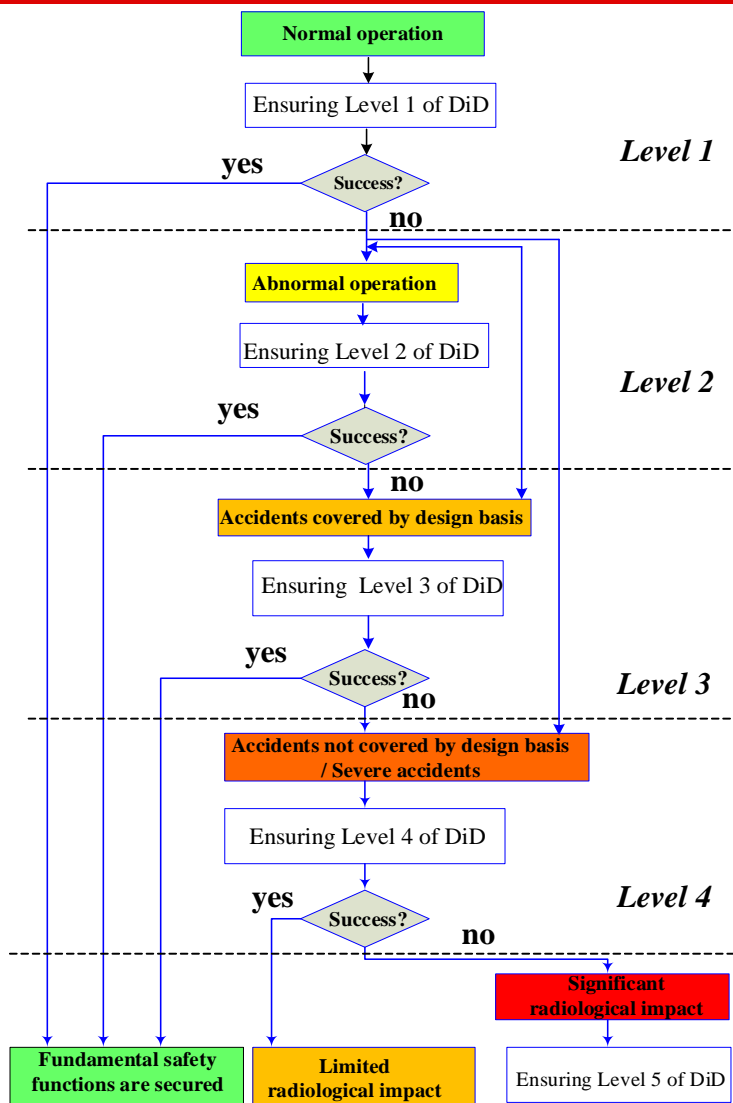 Normal operation
Ensuring Level 1 of DiD
Level 1
yes
Success?
no
Abnormal operation
Ensuring Level 2 of DiD
Level 2
yes
Success?
no
Accidents covered by design basis
Ensuring Level 3 of DiD
yes
Success?
Level 3
no
Accidents not covered by design basis
/ Severe accidents
Ensuring Level 4 of DiD
yes
Success?
Level 4
no
Significant
radiological impact
Fundamental safety
functions are secured
Limited
radiological impact
Ensuring Level 5 of DiD